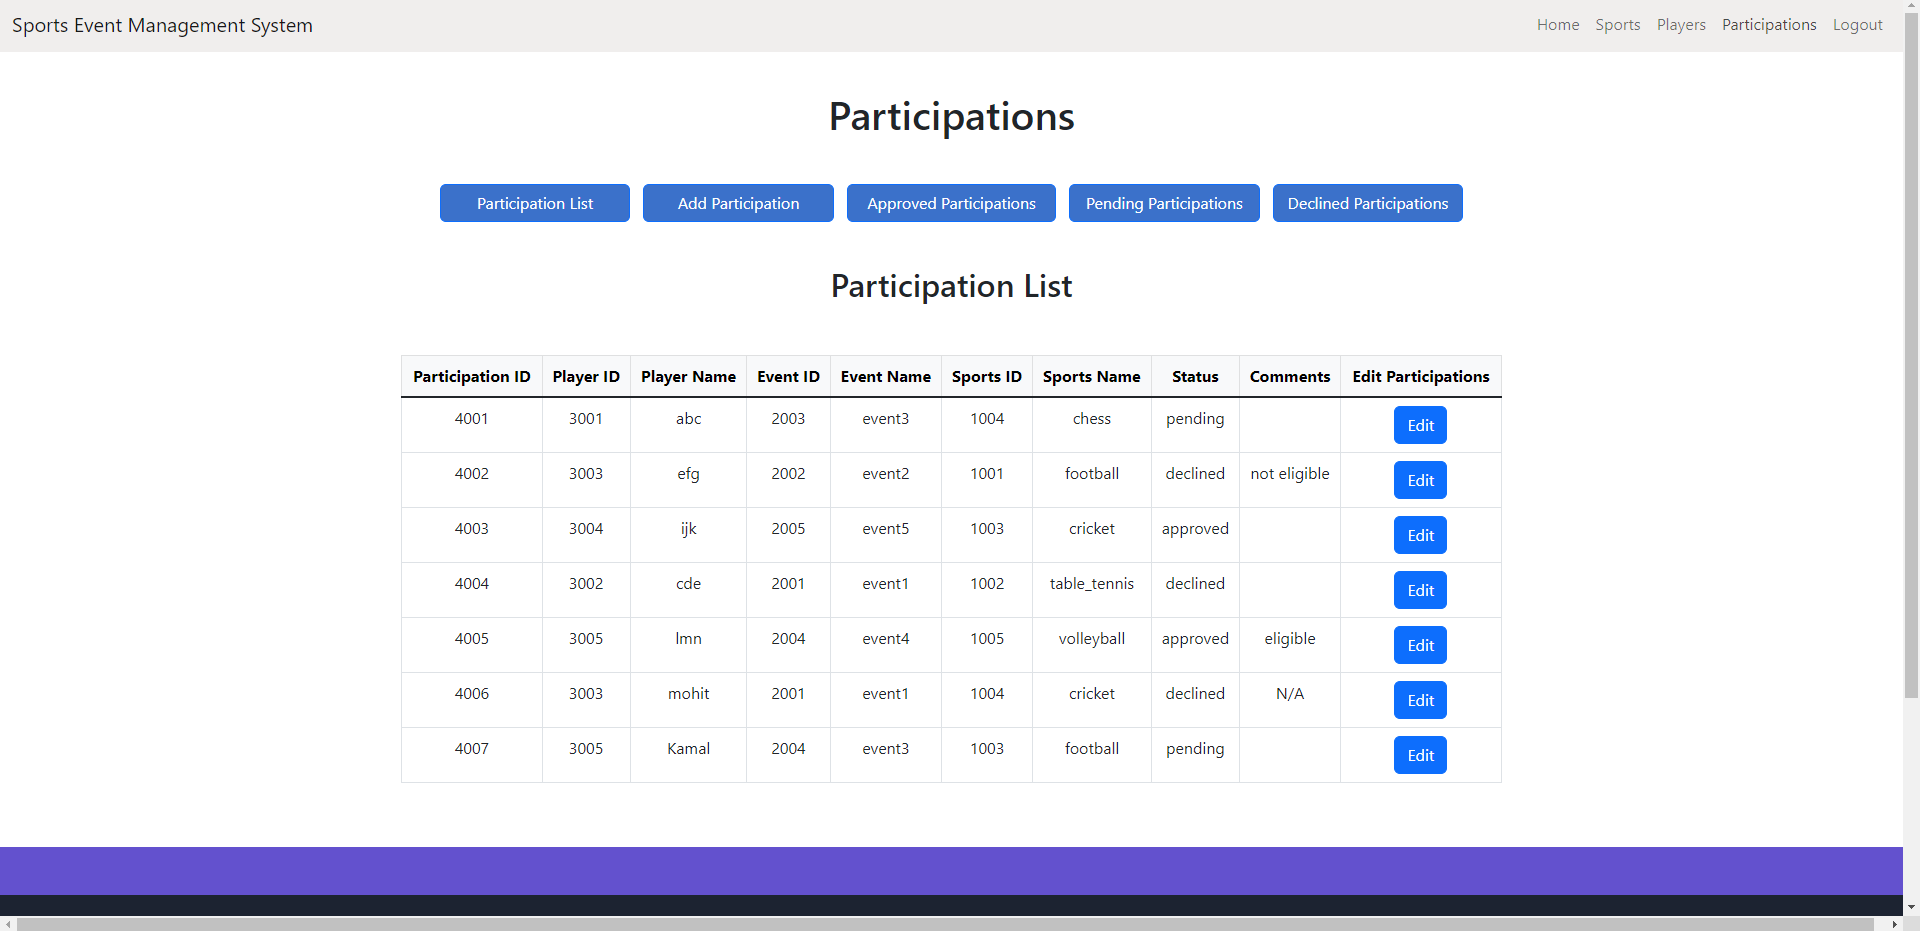 Sports Event Management System Home Sports Players Participations Logout
Participations
Participation List Add Participation Approved Participations Pending Participations Declined Participations
Participation List
Participation ID Player ID Player Name Event ID Event Name Sports ID Sports Name Status Comments Edit Participations
4001 3001 abc 2003 event3 1004 chess pending Edit
4002 3003 efg 2002 event2 1001 football declined not eligible Edit
4003 3004 ijk 2005 event5 1003 cricket approved Edit
4004 3002 cde 2001 event1 1002 table_tennis declined Edit
4005 3005 lmn 2004 event4 1005 volleyball approved eligible Edit
4006 3003 mohit 2001 event1 1004 cricket declined N/A Edit
4007 3005 Kamal 2004 event3 1003 football pending Edit